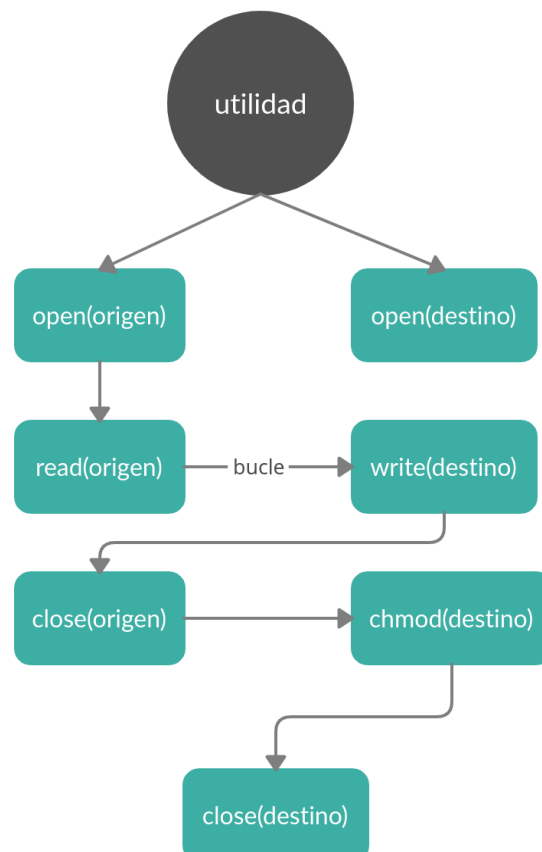 utilidad
open(origen)
open(destino)
read(origen)
bucle
write(destino)
close(origen)
chmod(destino)
close(destino)